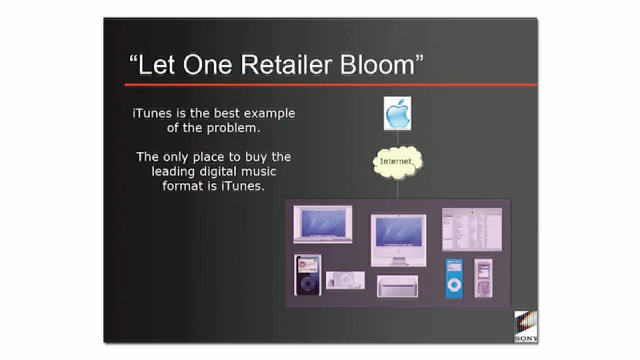 “Let One Retailer Bloom”
iTunes is the best example
of the problem.
The only place to buy the
leading digital music
format is iTunes.
Internet
SONY